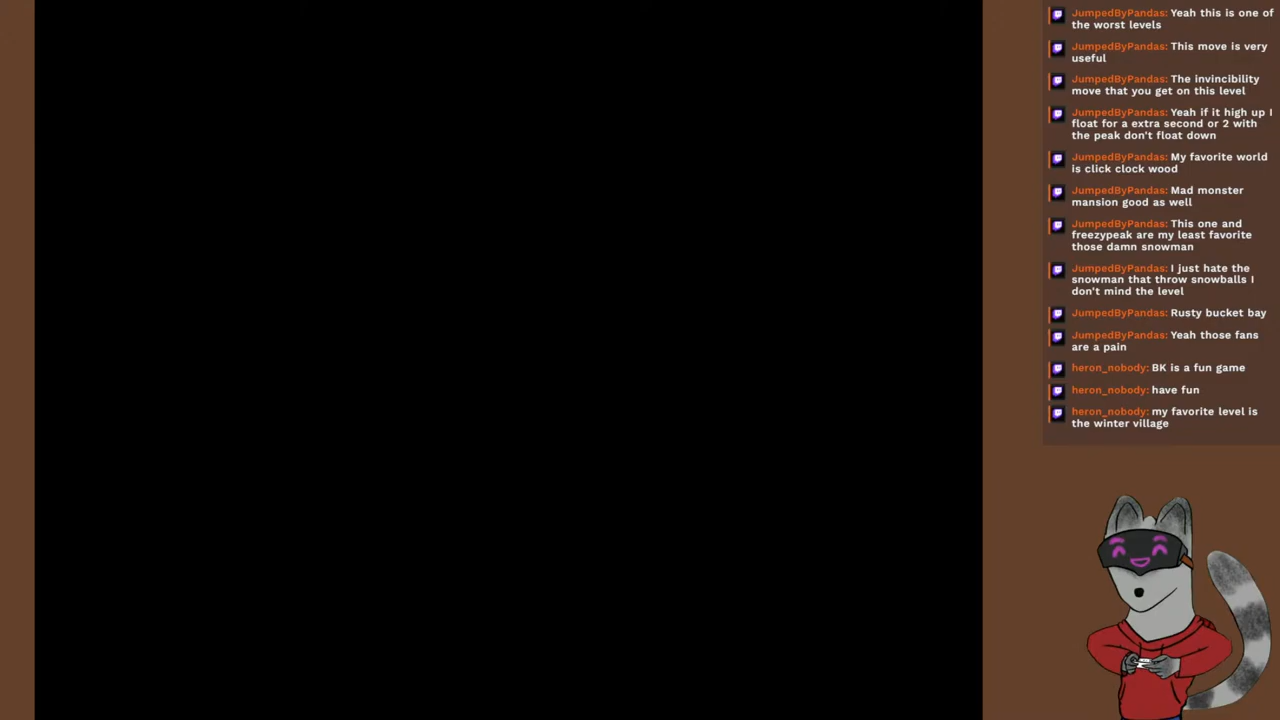 JumpedByPandas: Yeah this is one of
the worst levels
JumpedByPandas: This move is very
useful
JumpedByPandas: The invincibility
move that you get on this level
JumpedByPandas: Yeah if it high up I
float for a extra second or 2 with
the peak don't float down
JumpedByPandas: My favorite world
is click clock wood
JumpedByPandas: Mad monster
mansion good as well
JumpedByPandas: This one and
freezypeak are my least favorite
those damn snowman
JumpedByPandas: I just hate the
snowman that throw snowballs I
don't mind the level
JumpedByPandas: Rusty bucket bay
JumpedByPandas: Yeah those fans
are a pain
heron_nobody: BK is a fun game
heron_nobody: have fun
heron_nobody: my favorite level is
the winter village